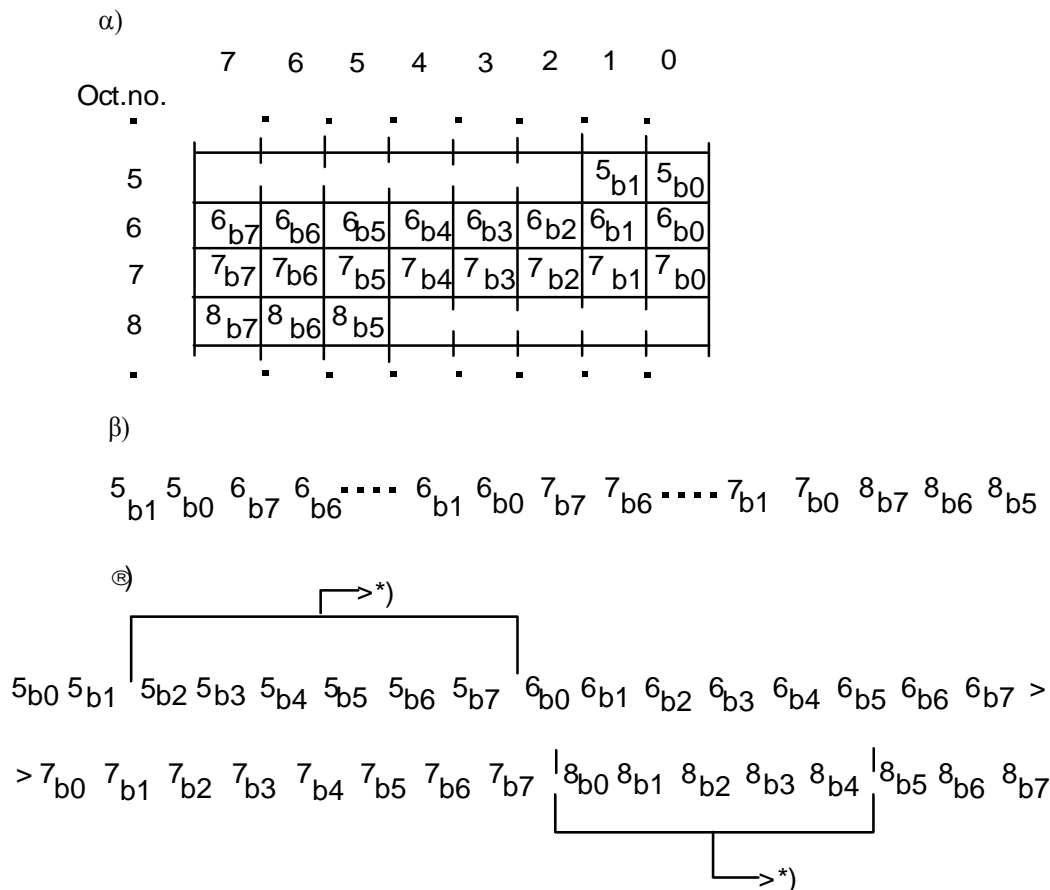 α)
7 6 5 4 3 2 1 0
Oct.no.
5 5b1 5b0
6 6b7 6b6 6b5 6b4 6b3 6b2 6b1 6b0
7 7b7 7b6 7b5 7b4 7b3 7b2 7b1 7b0
8 8b7 8b6 8b5
β)
5b1 5b0 6b7 6b6 .... 6b1 6b0 7b7 7b6 .... 7b1 7b0 8b7 8b6 8b5
®)
>*)
5b0 5b1 5b2 5b3 5b4 5b5 5b6 5b7 6b0 6b1 6b2 6b3 6b4 6b5 6b6 6b7 >
> 7b0 7b1 7b2 7b3 7b4 7b5 7b6 7b7 8b0 8b1 8b2 8b3 8b4 8b5 8b6 8b7
>*)